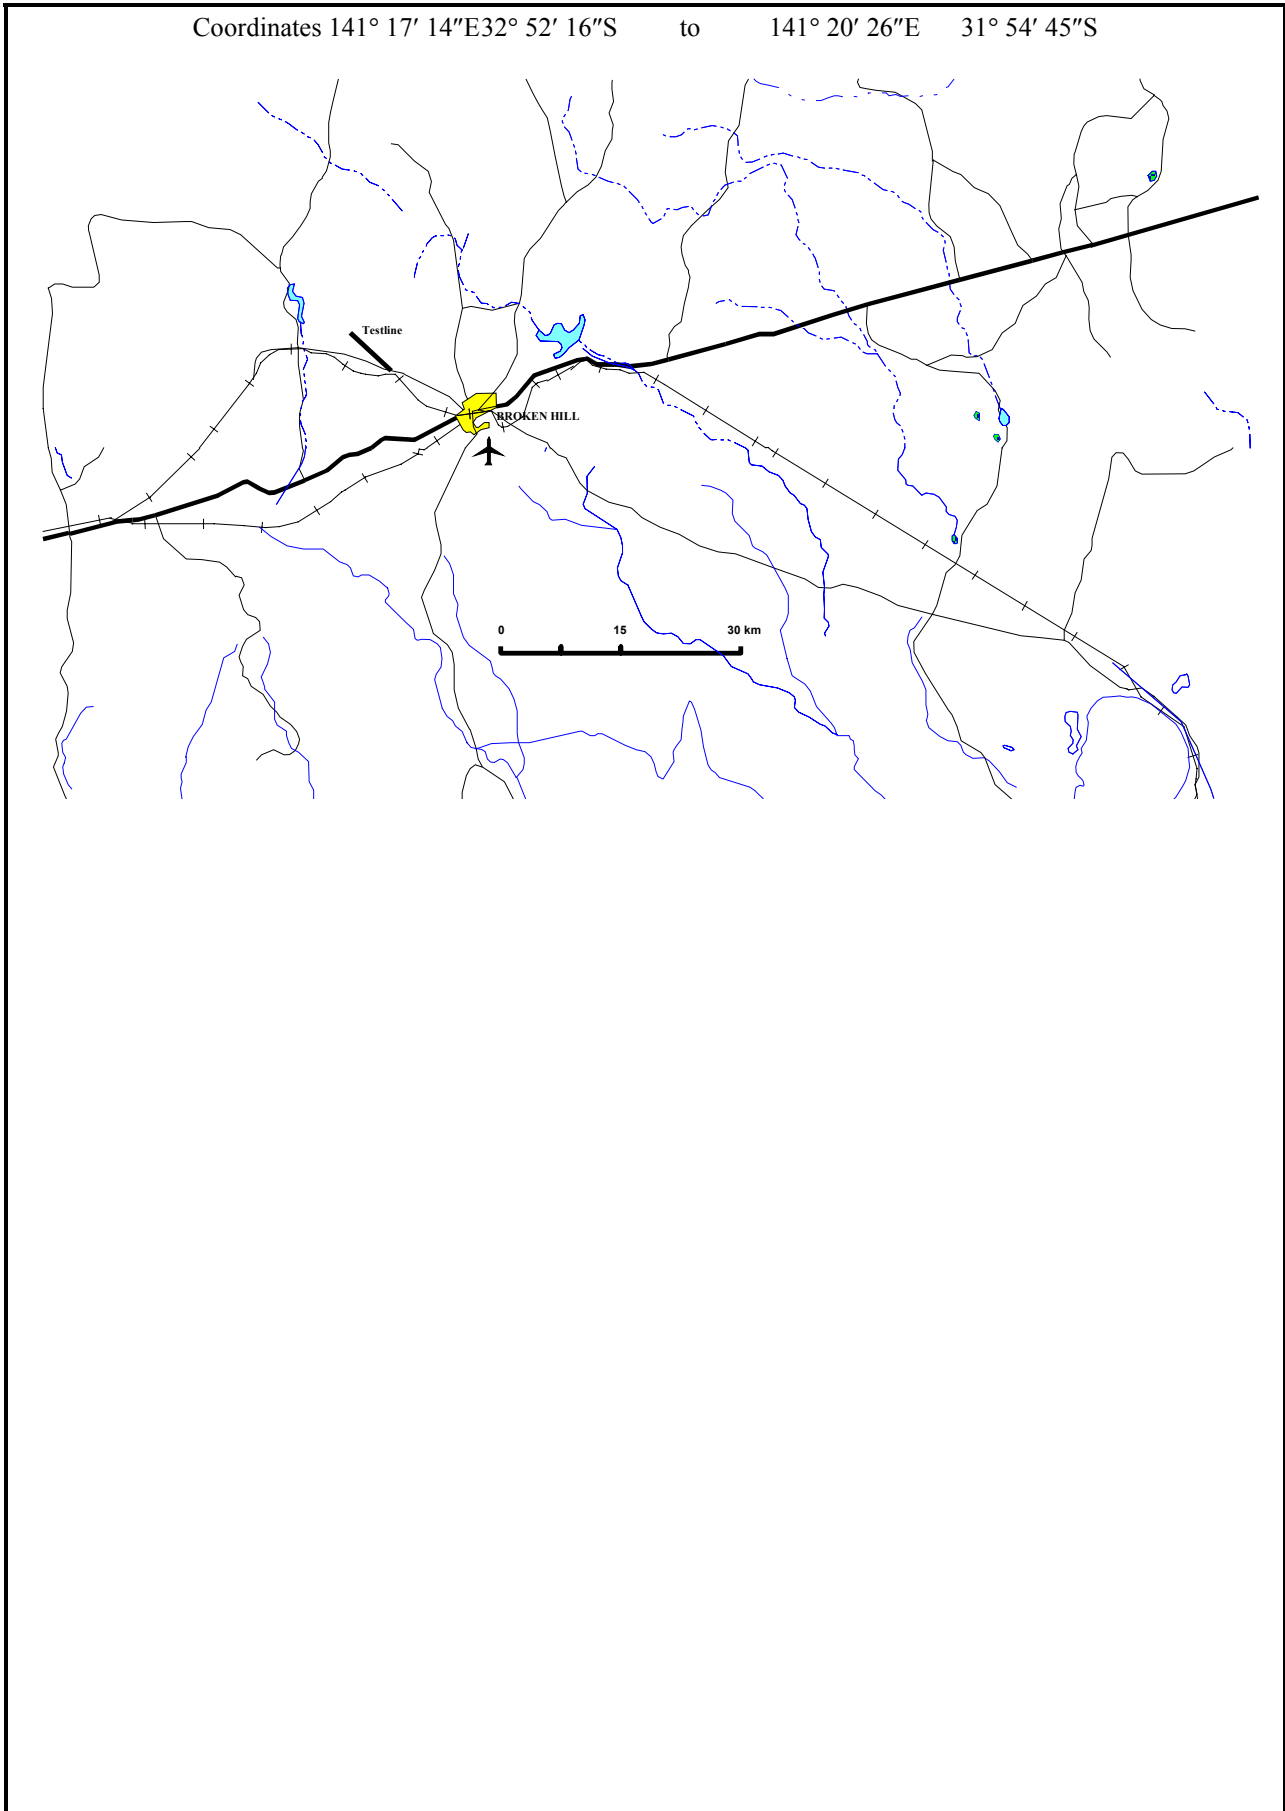 Coordinates 141° 17′ 14″E32° 52′ 16″S to 141° 20′ 26″E 31° 54′ 45″S
Testline
BROKEN HILL
0 15 30 km